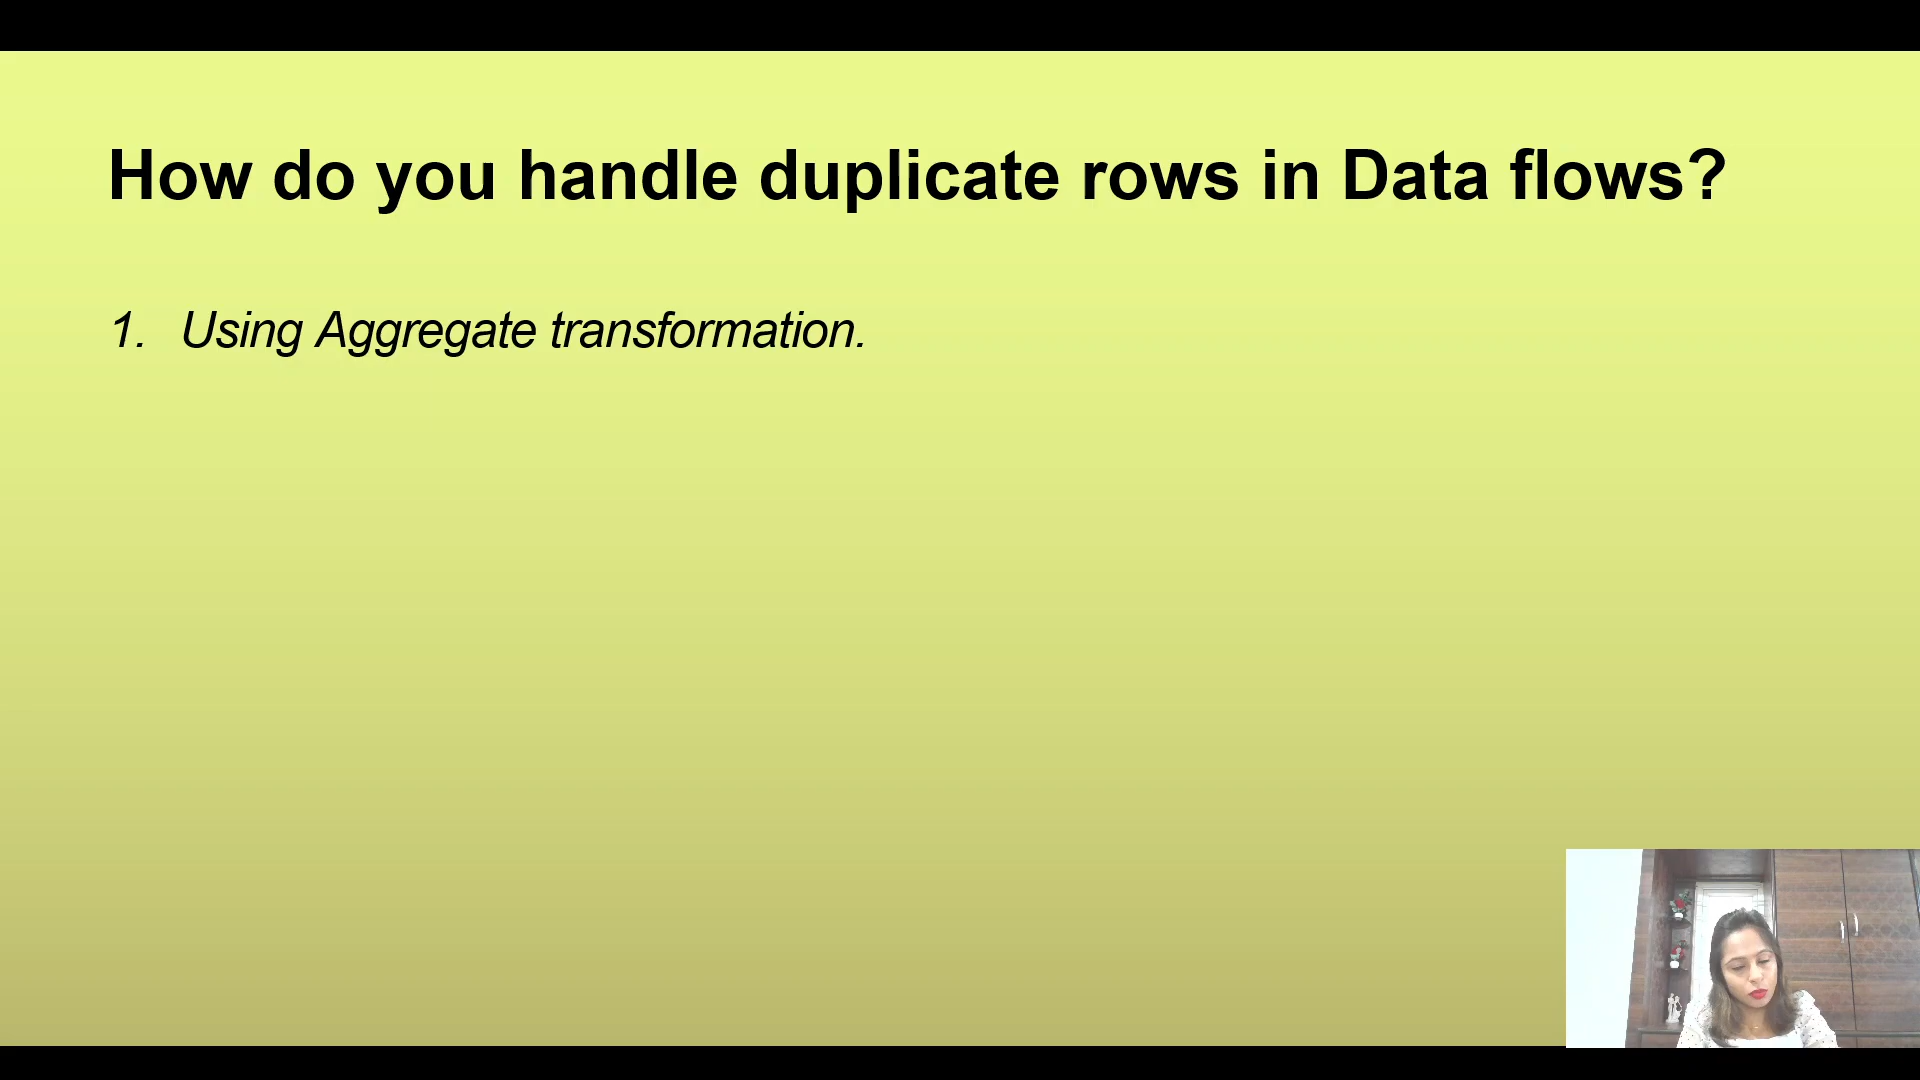 How do you handle duplicate rows in Data flows?
1. Using Aggregate transformation.